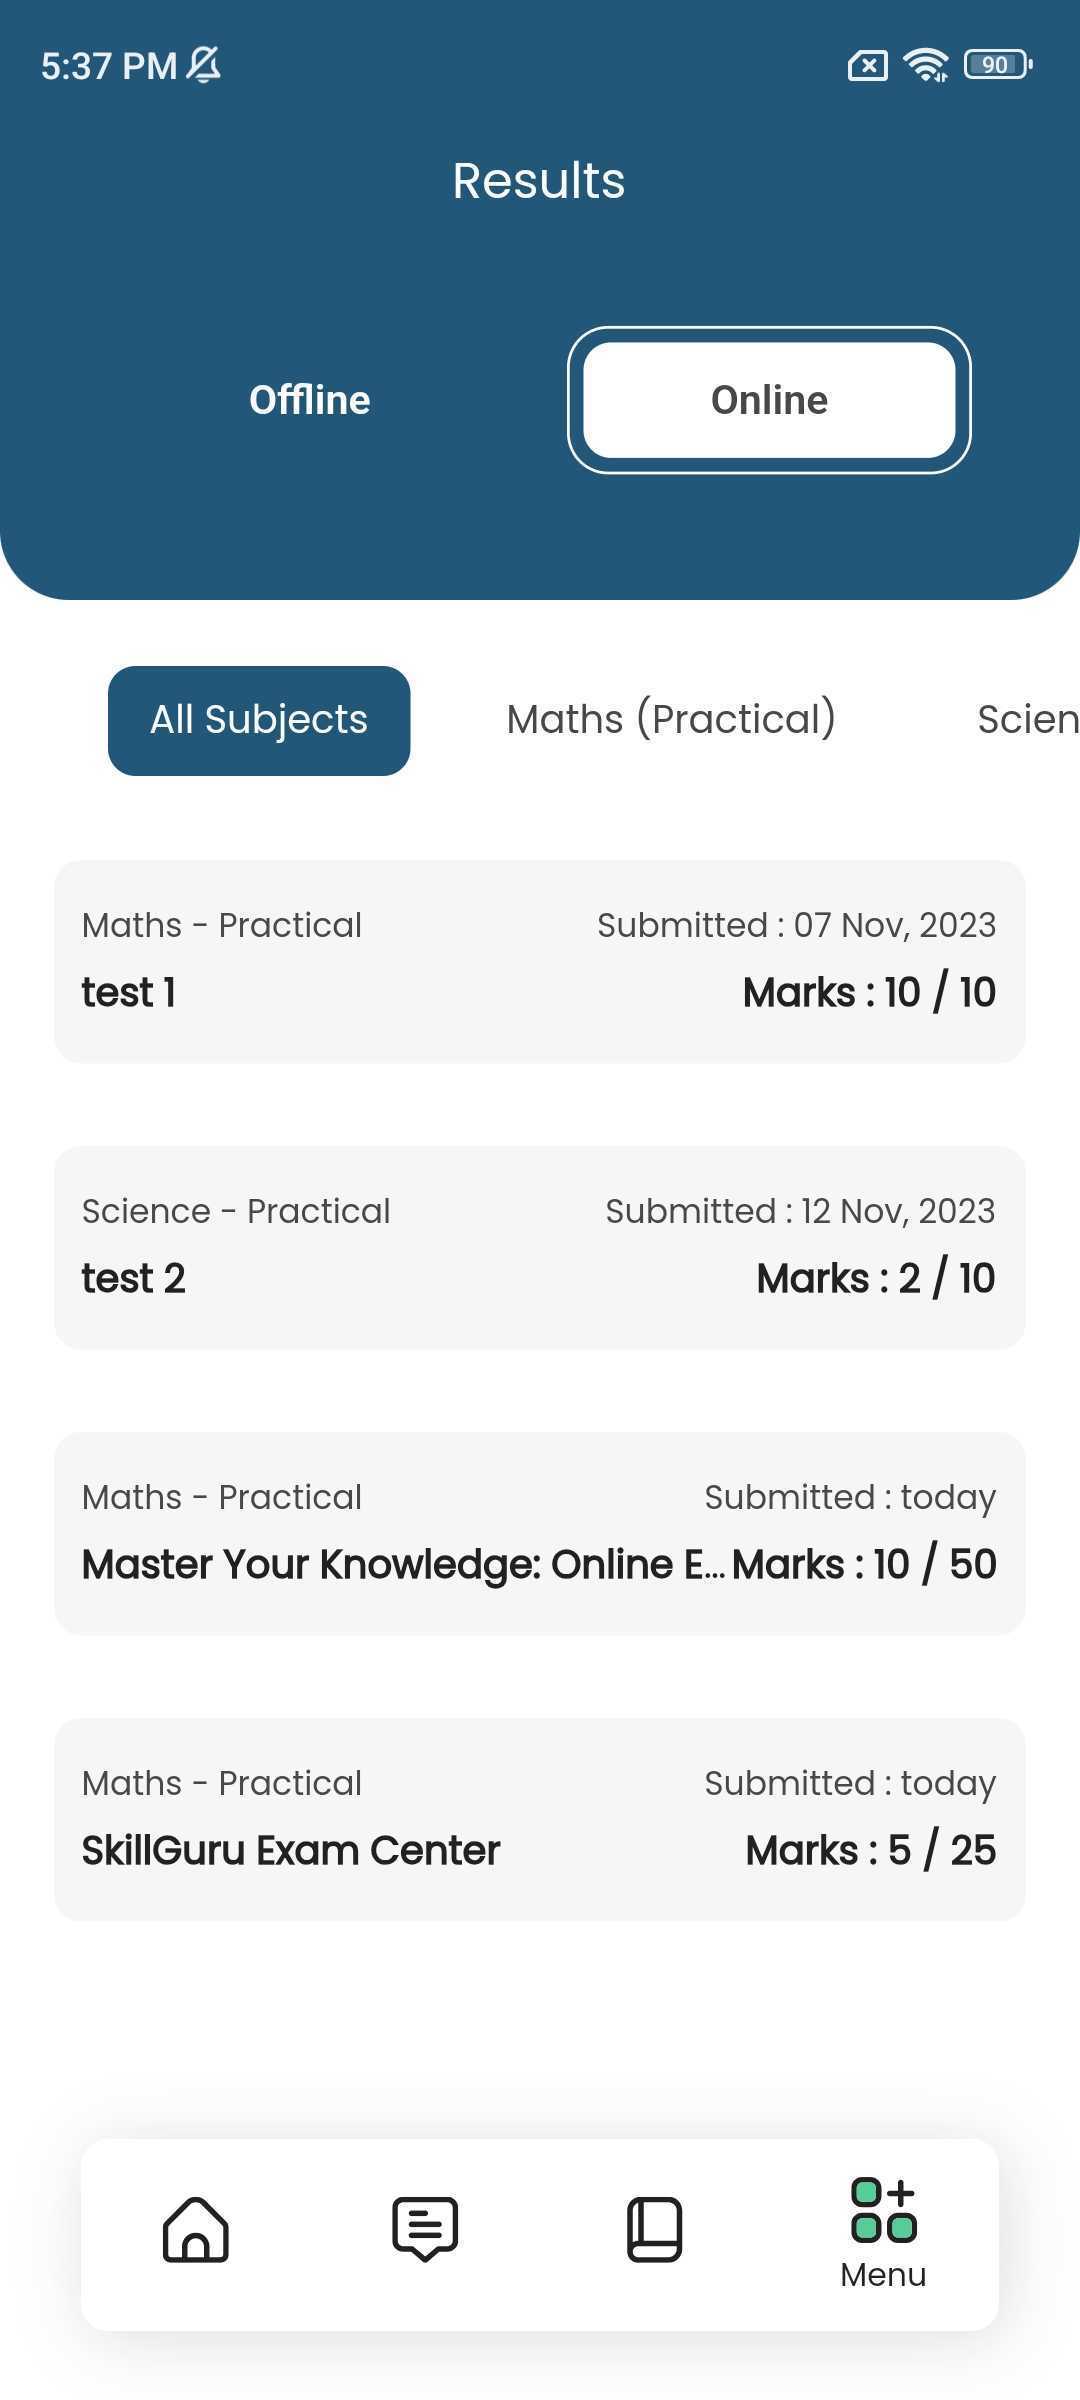 5:37 PM 90
Results
Offline Online
All Subjects Maths (Practical) Scien
Maths - Practical Submitted : 07 Nov, 2023
test 1 Marks : 10 / 10
Science - Practical Submitted : 12 Nov, 2023
test 2 Marks : 2 / 10
Maths - Practical Submitted : today
Master Your Knowledge: Online E... Marks : 10 / 50
Maths - Practical Submitted : today
SkillGuru Exam Center Marks : 5 / 25
Menu